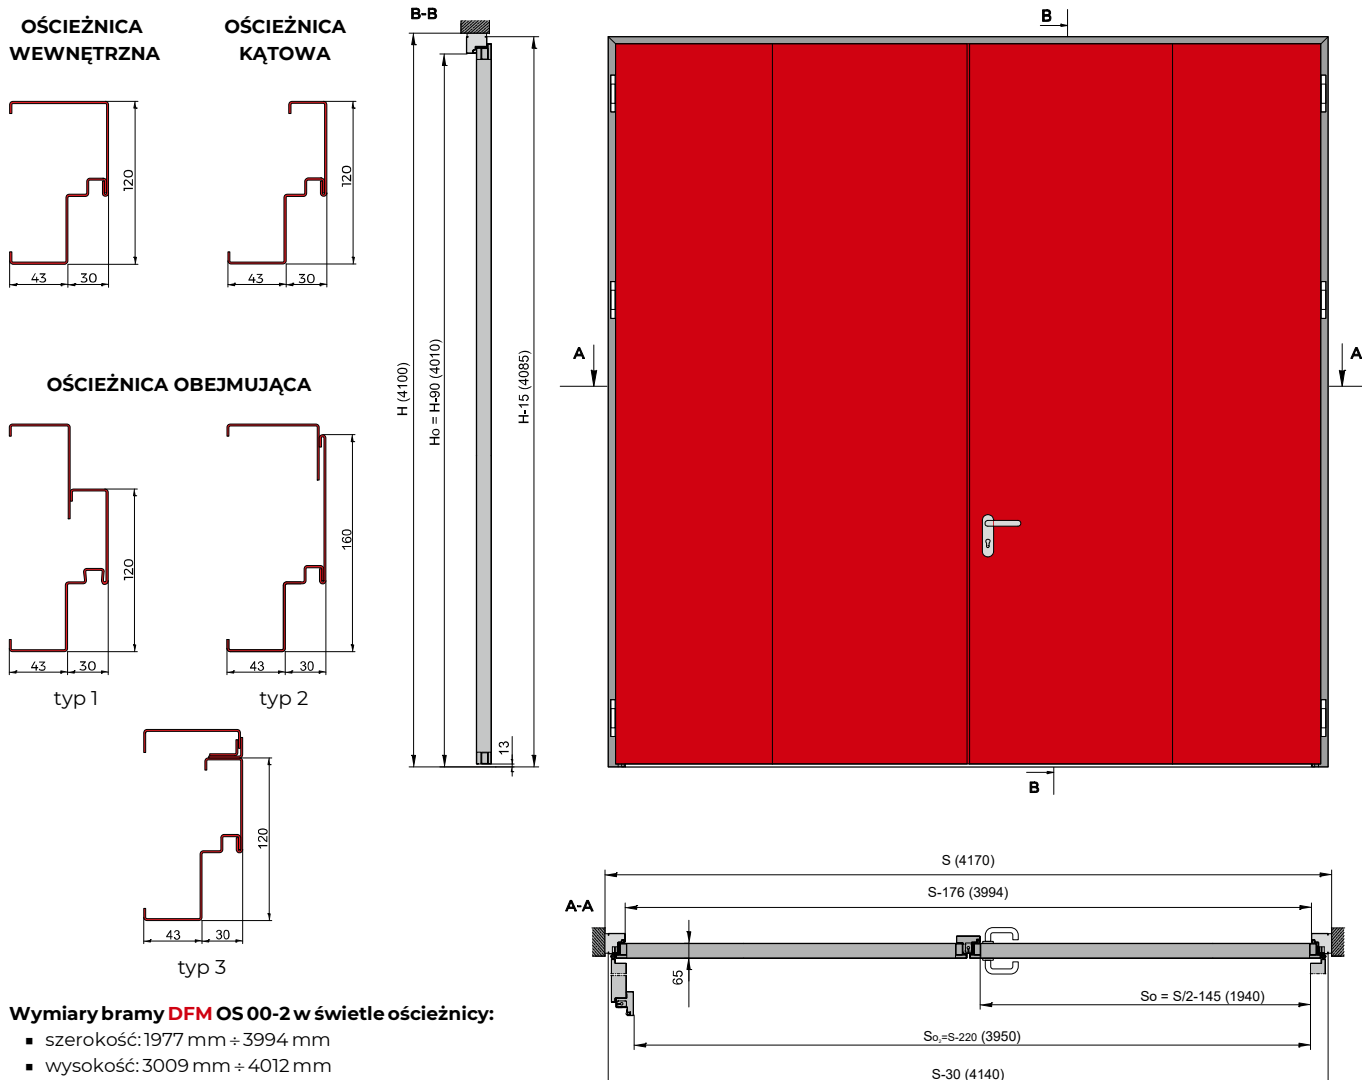 OŚCIEŻNICA
WEWNĘTRZNA
120
43
30
OŚCIEŻNICA
KĄTOWA
120
43
30
OŚCIEŻNICA OBEJMUJĄCA
120
43
30
typ 1
160
43
30
typ 2
120
43
30
typ 3
B-B
H (4100)
Ho = H-90 (4010)
H-15 (4085)
13
B
A
A
B
A-A
S (4170)
S-176 (3994)
65
So = S/2-145 (1940)
So₂=S-220 (3950)
S-30 (4140)
Wymiary bramy DFM OS 00-2 w świetle ościeżnicy:
▪ szerokość: 1977 mm ÷ 3994 mm
▪ wysokość: 3009 mm ÷ 4012 mm